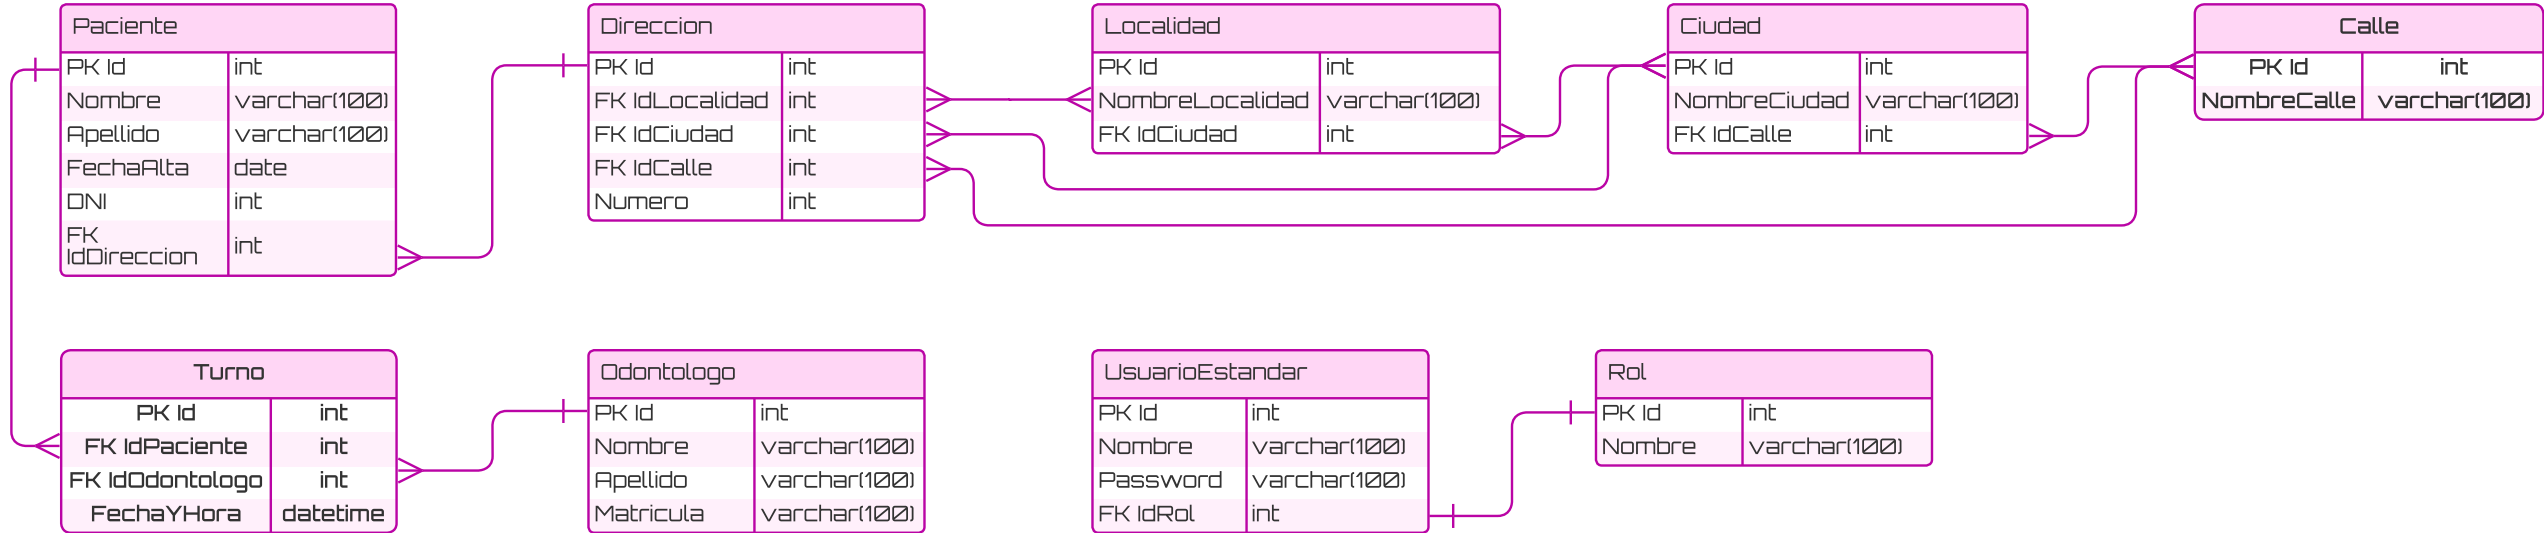 Paciente
PK Id int
Nombre varchar(100)
Apellido varchar(100)
FechaAlta date
DNI int
FK
IdDireccion int
Direccion
PK Id int
FK IdLocalidad int
FK IdCiudad int
FK IdCalle int
Numero int
Localidad
PK Id int
NombreLocalidad varchar(100)
FK IdCiudad int
Ciudad
PK Id int
NombreCiudad varchar(100)
FK IdCalle int
Calle
PK Id int
NombreCalle varchar(100)
Turno
PK Id int
FK IdPaciente int
FK IdOdontologo int
FechaYHora datetime
Odontologo
PK Id int
Nombre varchar(100)
Apellido varchar(100)
Matricula varchar(100)
UsuarioEstandar
PK Id int
Nombre varchar(100)
Password varchar(100)
FK IdRol int
Rol
PK Id int
Nombre varchar(100)